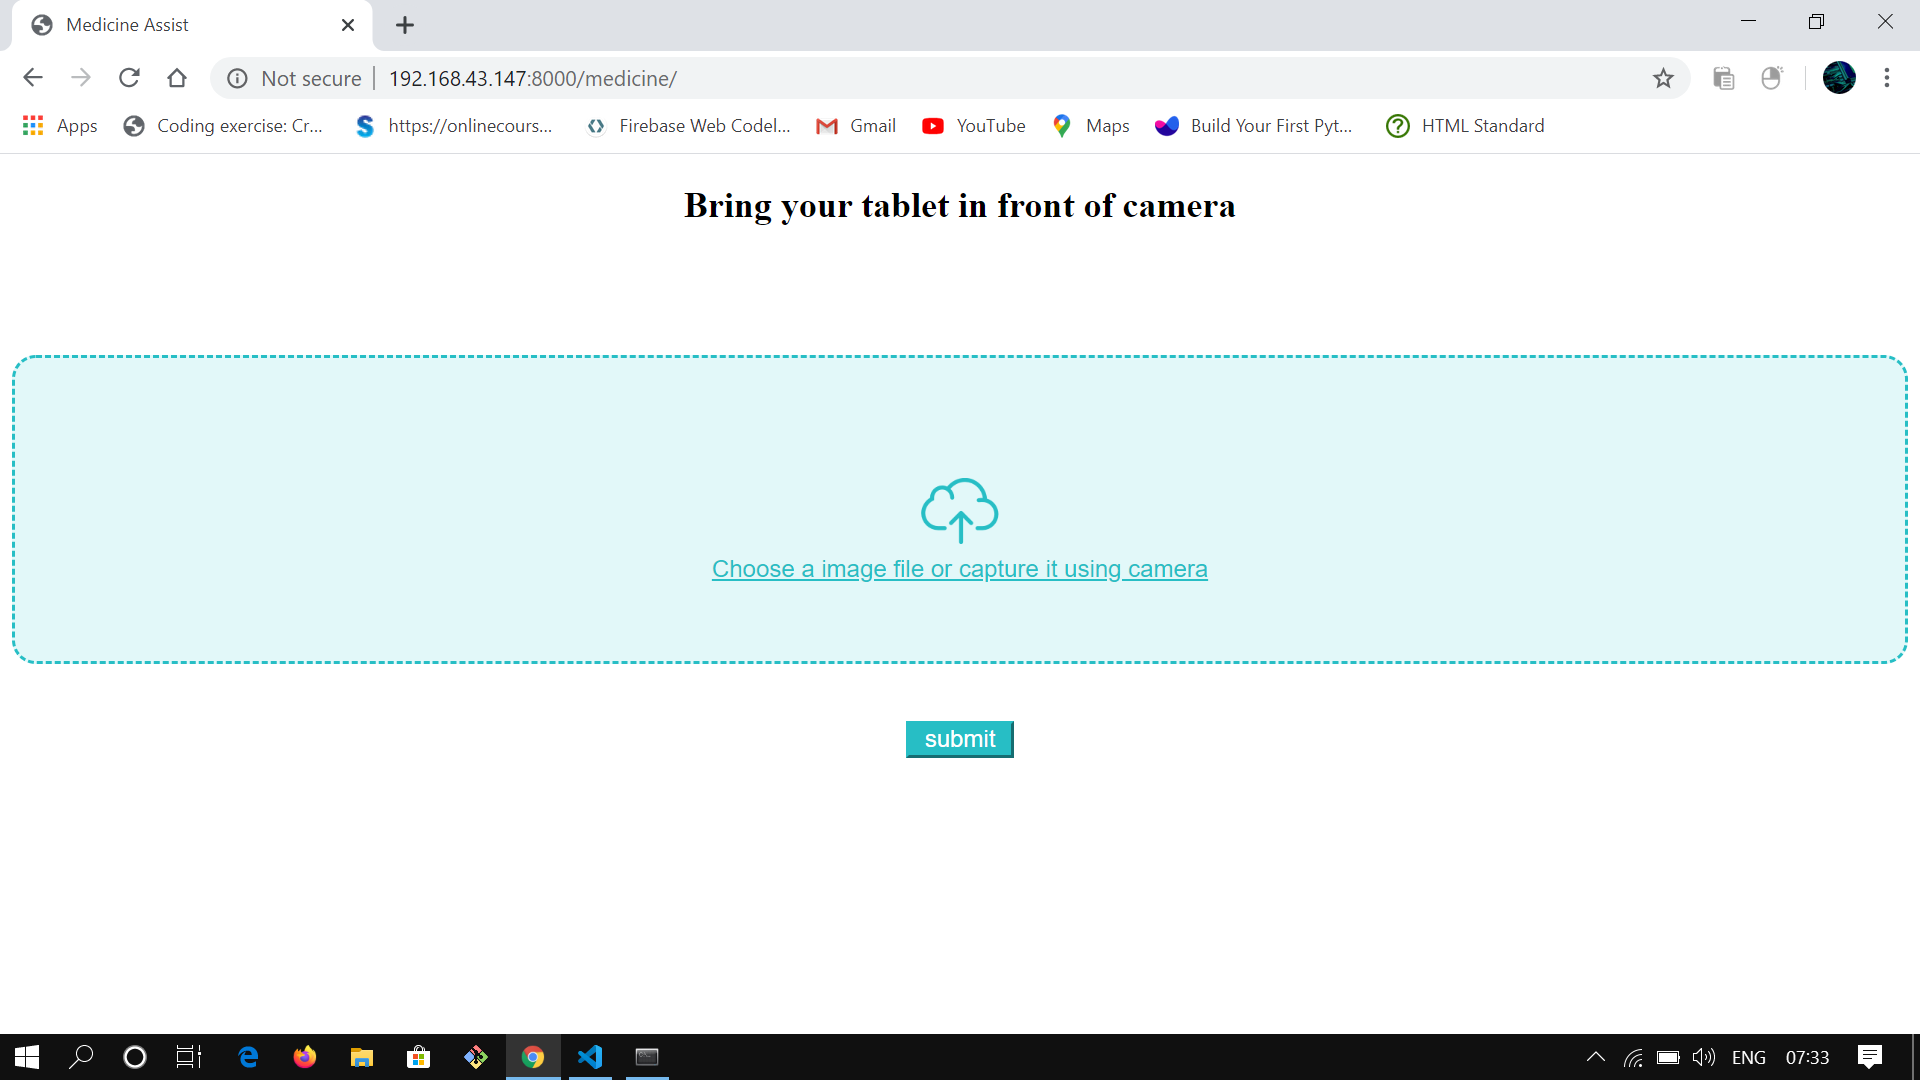 Medicine Assist
Not secure 192.168.43.147:8000/medicine/
Apps Coding exercise: Cr... https://onlinecours... Firebase Web Codel... Gmail YouTube Maps Build Your First Pyt... HTML Standard
Bring your tablet in front of camera
Choose a image file or capture it using camera
submit
ENG 07:33